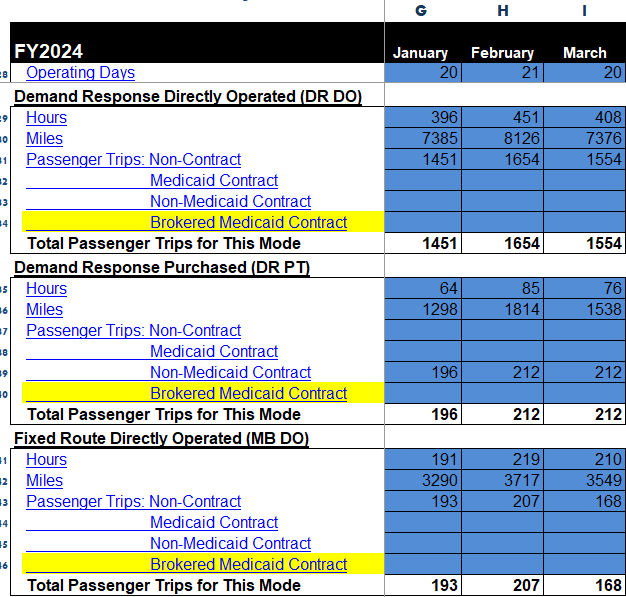 G H I
FY2024 January February March
28 Operating Days 20 21 20
Demand Response Directly Operated (DR DO)
Hours 396 451 408
Miles 7385 8126 7376
Passenger Trips: Non-Contract 1451 1654 1554
Medicaid Contract
Non-Medicaid Contract
Brokered Medicaid Contract
Total Passenger Trips for This Mode 1451 1654 1554
Demand Response Purchased (DR PT)
Hours 64 85 76
Miles 1298 1814 1538
Passenger Trips: Non-Contract
Medicaid Contract
Non-Medicaid Contract 196 212 212
Brokered Medicaid Contract
Total Passenger Trips for This Mode 196 212 212
Fixed Route Directly Operated (MB DO)
Hours 191 219 210
Miles 3290 3717 3549
Passenger Trips: Non-Contract 193 207 168
Medicaid Contract
Non-Medicaid Contract
Brokered Medicaid Contract
Total Passenger Trips for This Mode 193 207 168